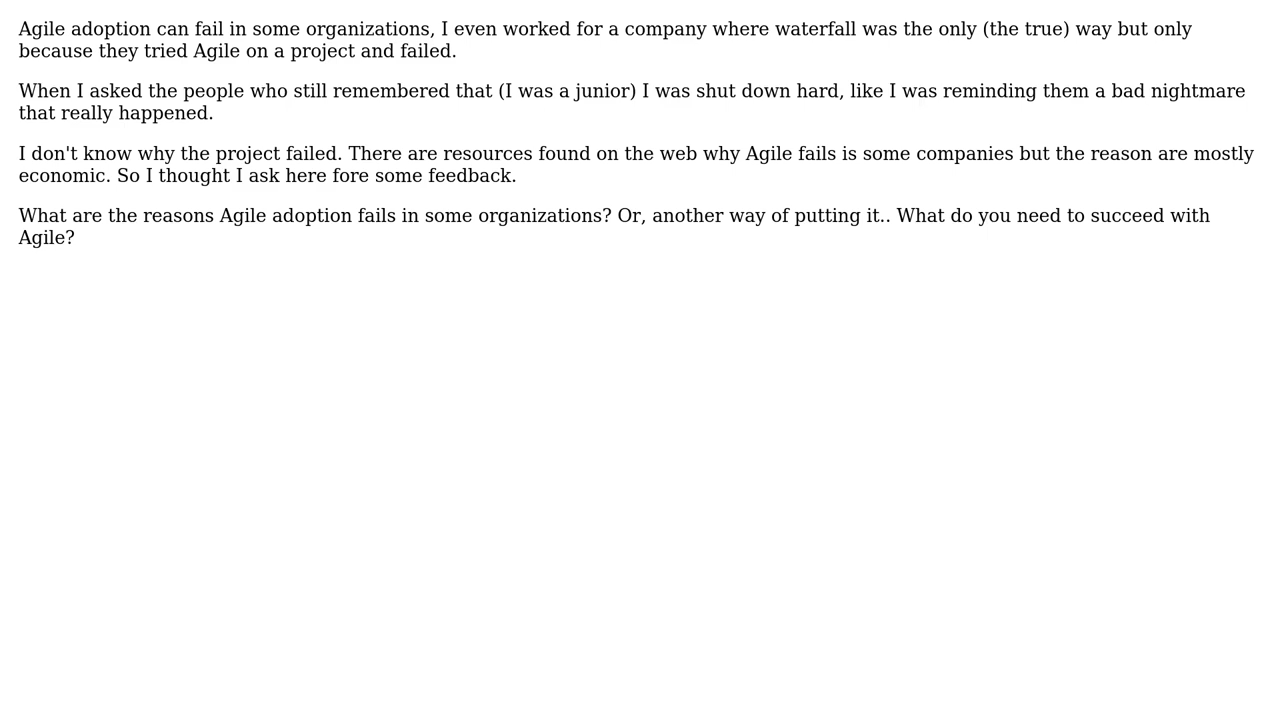 Agile adoption can fail in some organizations, I even worked for a company where waterfall was the only (the true) way but only
because they tried Agile on a project and failed.
When I asked the people who still remembered that (I was a junior) I was shut down hard, like I was reminding them a bad nightmare
that really happened.
I don't know why the project failed. There are resources found on the web why Agile fails is some companies but the reason are mostly
economic. So I thought I ask here fore some feedback.
What are the reasons Agile adoption fails in some organizations? Or, another way of putting it.. What do you need to succeed with
Agile?